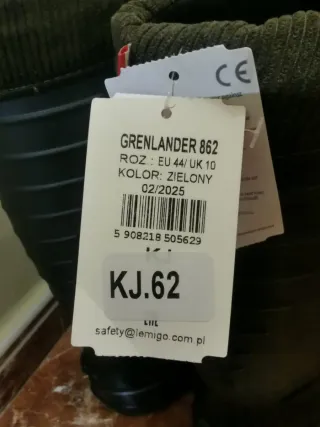 GRENLANDER 862
ROZ.: EU 44/ UK 10
KOLOR: ZIELONY
02/2025
5 908218 505629
KJ.62
safety@lemigo.com.pl
CE